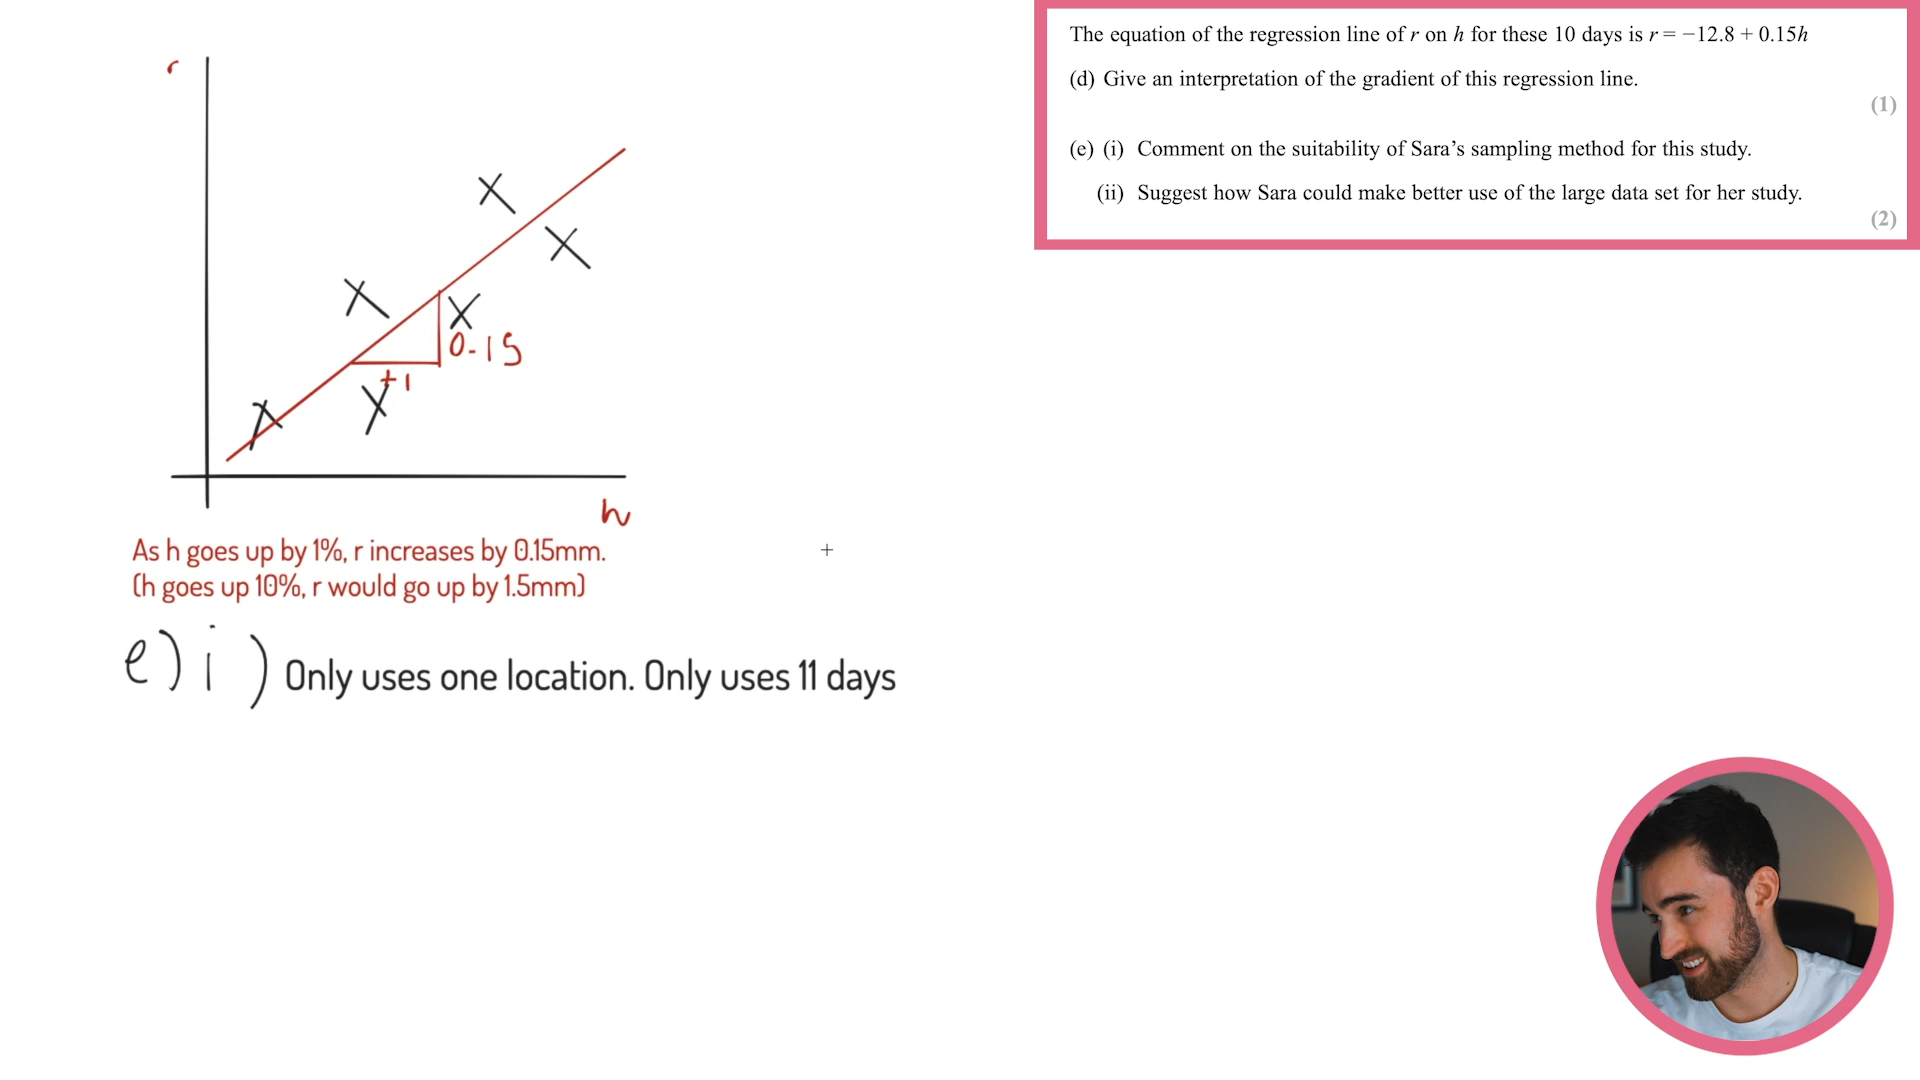 The equation of the regression line of r on h for these 10 days is r = −12.8 + 0.15h
(d) Give an interpretation of the gradient of this regression line.
(1)
(e) (i) Comment on the suitability of Sara’s sampling method for this study.
(ii) Suggest how Sara could make better use of the large data set for her study.
(2)
r
0.15
+1
h
As h goes up by 1%, r increases by 0.15mm.
(h goes up 10%, r would go up by 1.5mm)
e) i) Only uses one location. Only uses 11 days